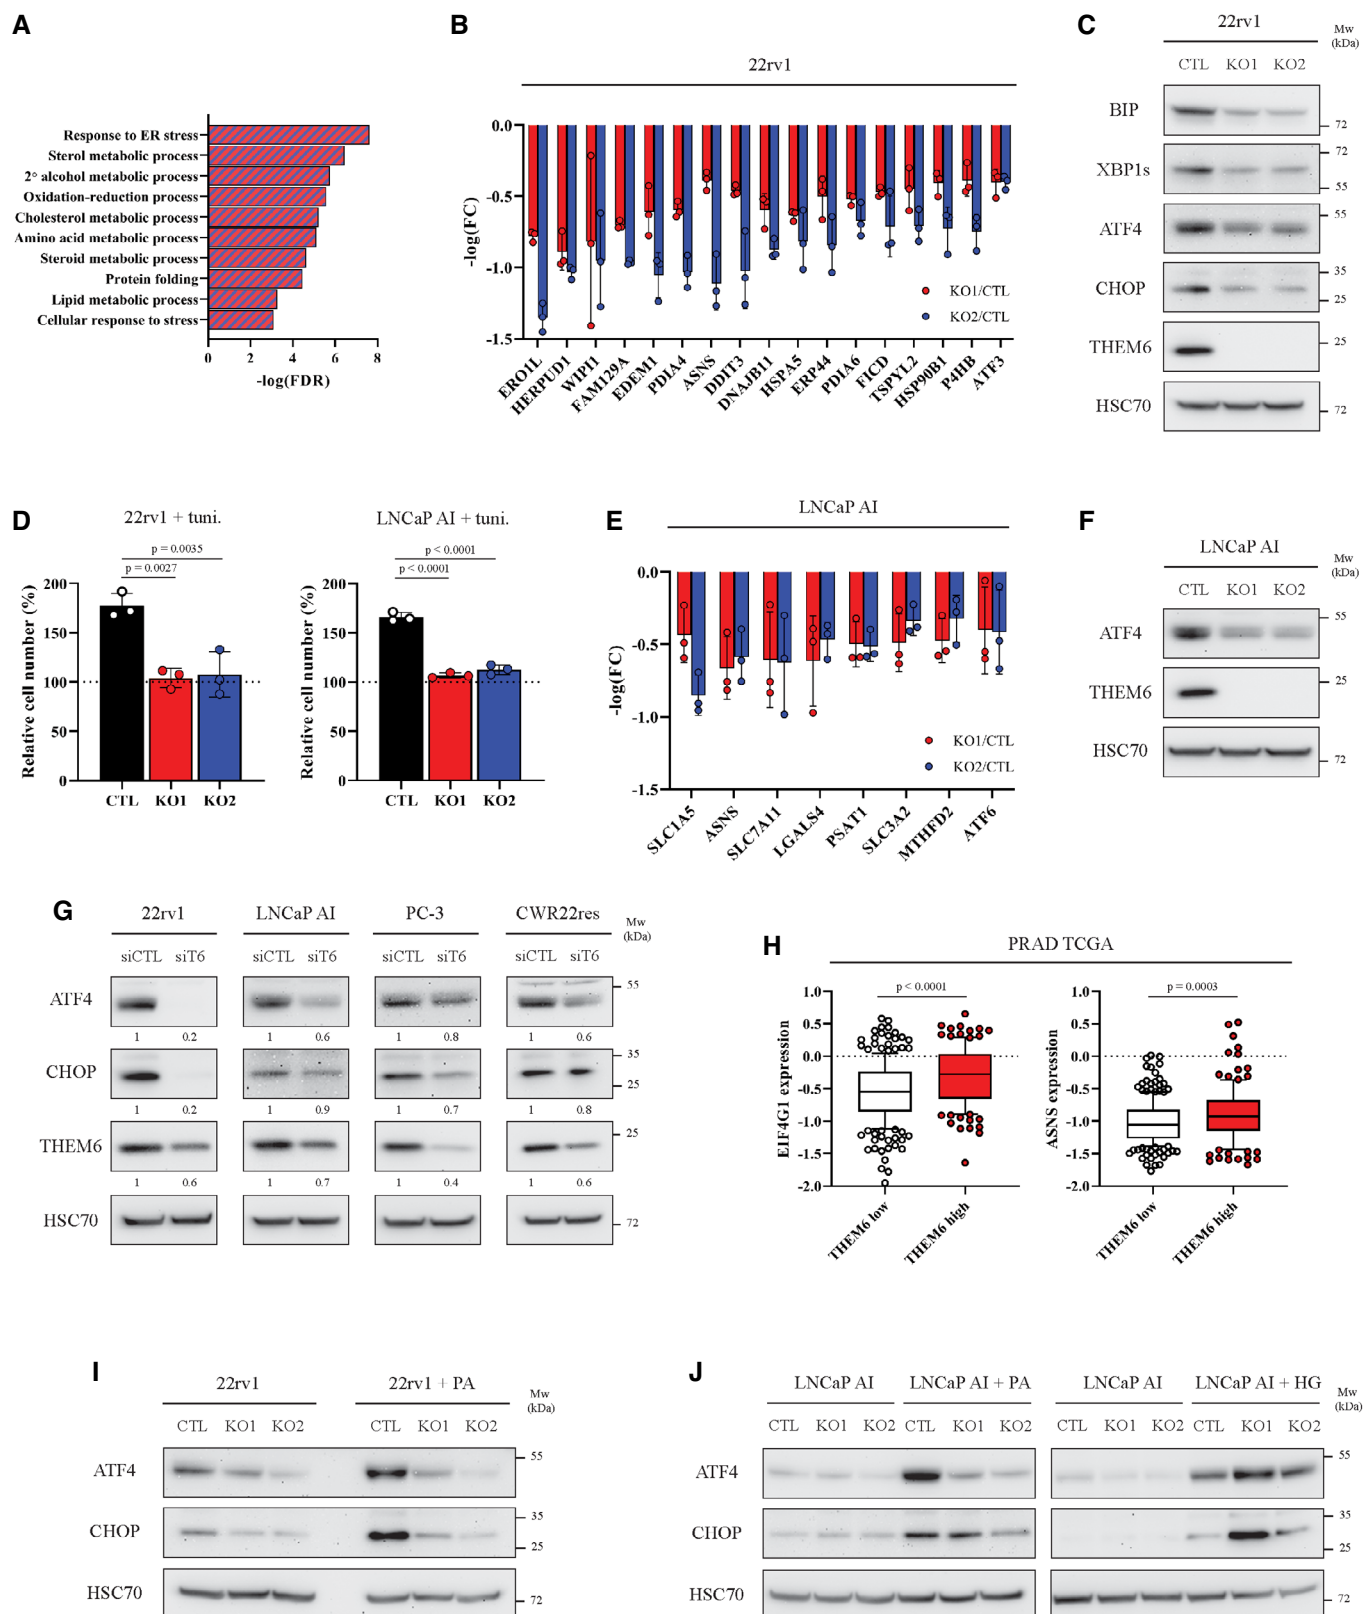 A
Response to ER stress
Sterol metabolic process
2° alcohol metabolic process
Oxidation-reduction process
Cholesterol metabolic process
Amino acid metabolic process
Steroid metabolic process
Protein folding
Lipid metabolic process
Cellular response to stress
0 2 4 6 8
-log(FDR)
B
22rv1
0.0
-0.5
-1.0
-1.5
-log(FC)
KO1/CTL
KO2/CTL
ERO1L HERPUD1 WIPI1 FAM129A EDEM1 PDIA4 ASNS DDIT3 DNAJB11 HSPA5 ERP44 PDIA6 FICD TSPYL2 HSP90B1 P4HB ATF3
C
22rv1
Mw
(kDa)
CTL KO1 KO2
BIP
72
XBP1s
72
55
ATF4
55
CHOP
35
25
THEM6
25
HSC70
72
D
22rv1 + tuni.
p = 0.0035
p = 0.0027
Relative cell number (%)
200
150
100
50
0
CTL KO1 KO2
LNCaP AI + tuni.
p < 0.0001
p < 0.0001
Relative cell number (%)
200
150
100
50
0
CTL KO1 KO2
E
LNCaP AI
0.0
-0.5
-1.0
-1.5
-log(FC)
KO1/CTL
KO2/CTL
SLC1A5 ASNS SLC7A11 LGALS4 PSAT1 SLC3A2 MTHFD2 ATF6
F
LNCaP AI
Mw
(kDa)
CTL KO1 KO2
ATF4
55
THEM6
25
HSC70
72
G
22rv1 LNCaP AI PC-3 CWR22res
Mw
(kDa)
siCTL siT6 siCTL siT6 siCTL siT6 siCTL siT6
ATF4
55
1 0.2 1 0.6 1 0.8 1 0.6
CHOP
35
25
1 0.2 1 0.9 1 0.7 1 0.8
THEM6
25
1 0.6 1 0.7 1 0.4 1 0.6
HSC70
72
H
PRAD TCGA
p < 0.0001
EIF4G1 expression
1.0
0.5
0.0
-0.5
-1.0
-1.5
-2.0
THEM6 low THEM6 high
p = 0.0003
ASNS expression
1.0
0.5
0.0
-0.5
-1.0
-1.5
-2.0
THEM6 low THEM6 high
I
22rv1 22rv1 + PA
Mw
(kDa)
CTL KO1 KO2 CTL KO1 KO2
ATF4
55
CHOP
35
25
HSC70
72
J
LNCaP AI LNCaP AI + PA LNCaP AI LNCaP AI + HG
Mw
(kDa)
CTL KO1 KO2 CTL KO1 KO2 CTL KO1 KO2 CTL KO1 KO2
ATF4
55
CHOP
35
25
HSC70
72